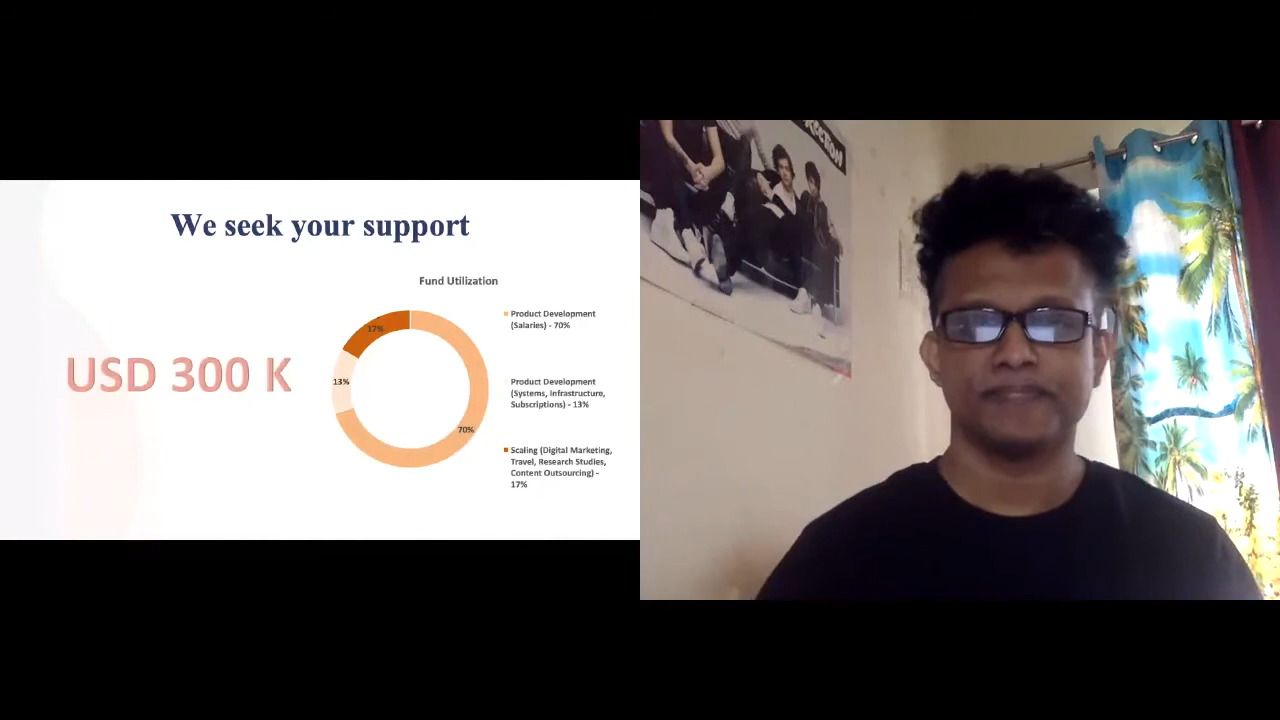 We seek your support
Fund Utilization
USD 300 K
17%
13%
70%
Product Development
(Salaries) - 70%
Product Development
(Systems, Infrastructure,
Subscriptions) - 13%
Scaling (Digital Marketing,
Travel, Research Studies,
Content Outsourcing) -
17%